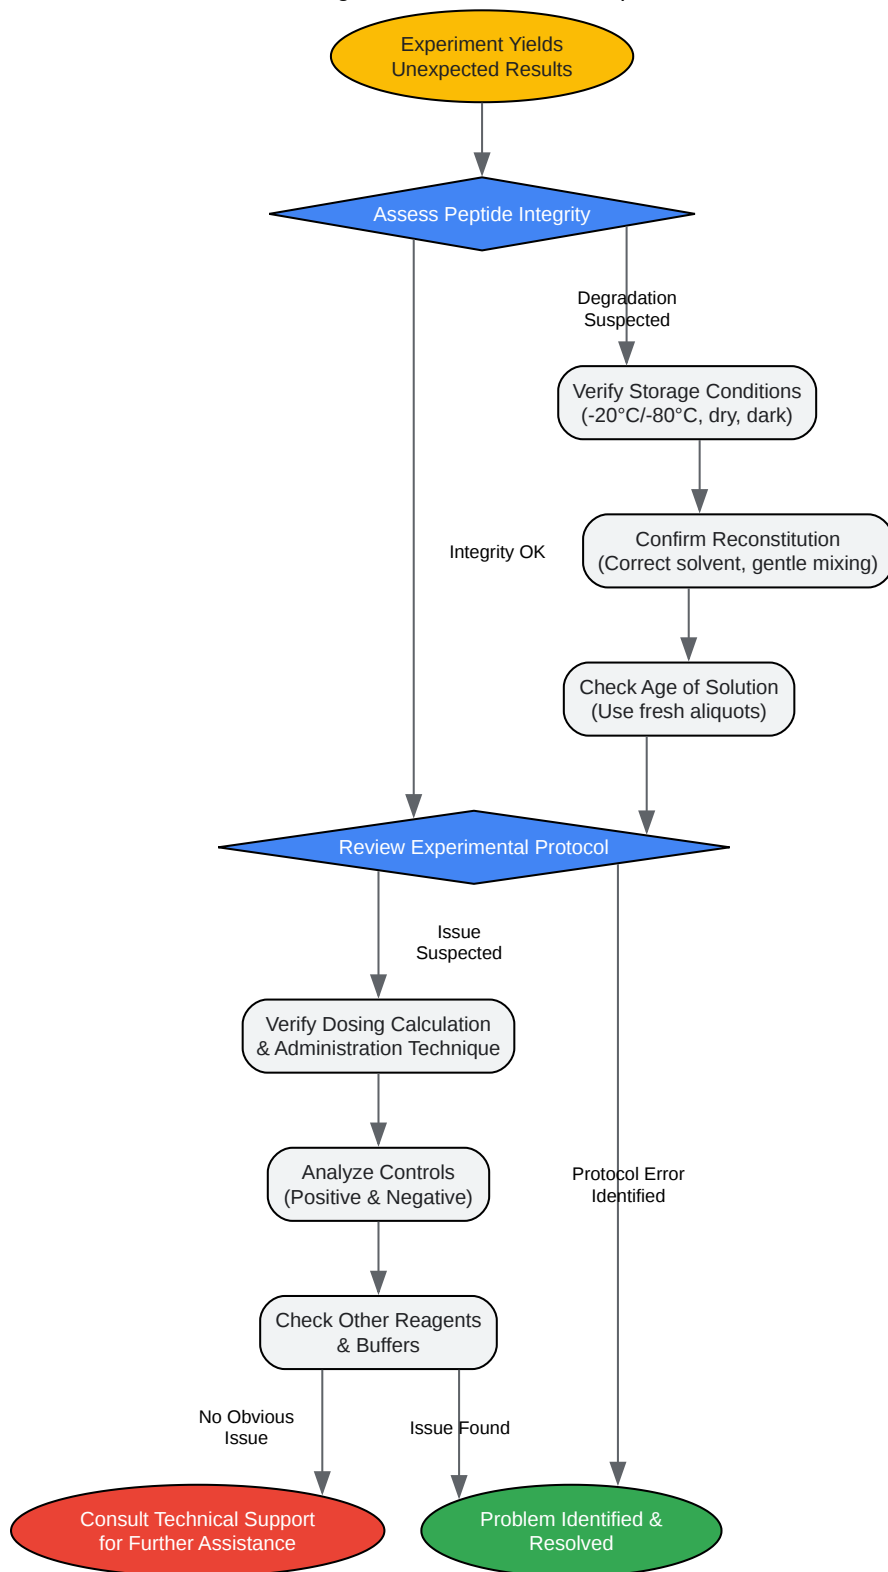 Experiment Yields
Unexpected Results
Assess Peptide Integrity
Degradation
Suspected
Verify Storage Conditions
(-20°C/-80°C, dry, dark)
Integrity OK
Confirm Reconstitution
(Correct solvent, gentle mixing)
Check Age of Solution
(Use fresh aliquots)
Review Experimental Protocol
Issue
Suspected
Verify Dosing Calculation
& Administration Technique
Analyze Controls
(Positive & Negative)
Protocol Error
Identified
Check Other Reagents
& Buffers
No Obvious
Issue
Issue Found
Consult Technical Support
for Further Assistance
Problem Identified &
Resolved